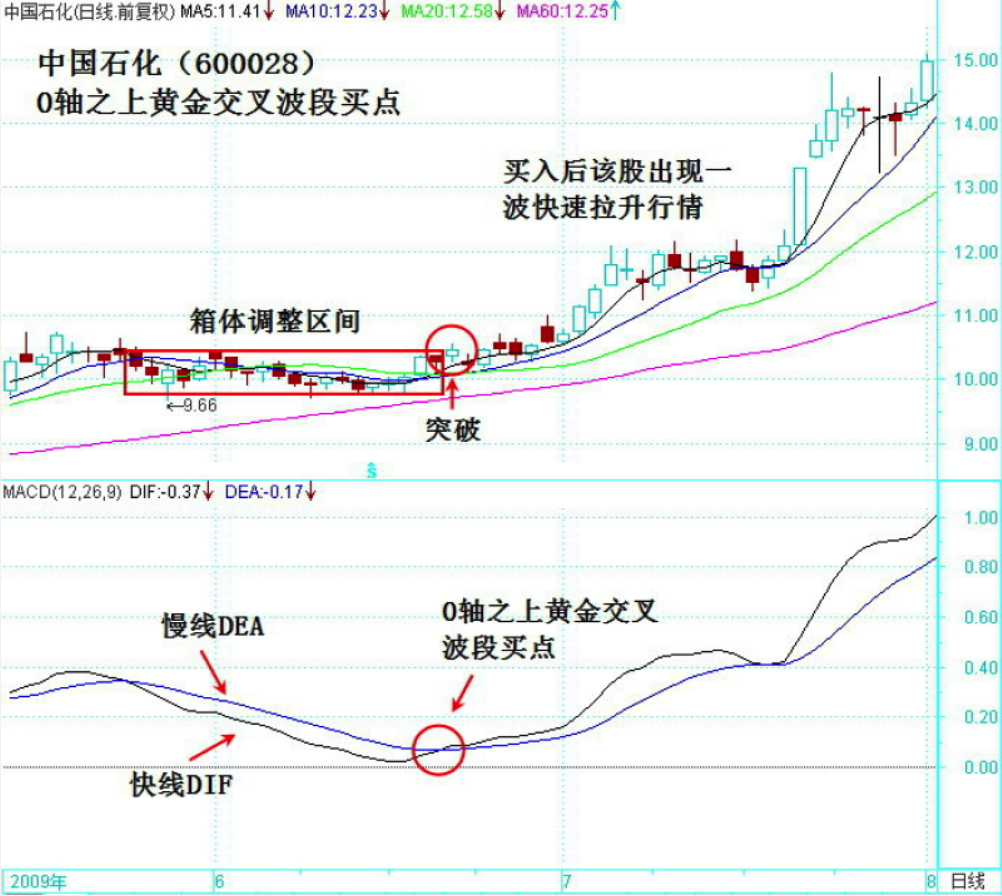 中国石化(日线.前复权) MA5:11.41↓ MA10:12.23↓ MA20:12.58↓ MA60:12.25↑
中国石化（600028）
0轴之上黄金交叉波段买点
15.00
14.00
买入后该股出现一
波快速拉升行情
13.00
12.00
箱体调整区间
11.00
10.00
←9.66
突破
9.00
ŝ
MACD(12,26,9) DIF:-0.37↓ DEA:-0.17↓
1.00
0.80
0轴之上黄金交叉
波段买点
0.60
慢线DEA
0.40
0.20
0.00
快线DIF
2009年 6 7 8 日线